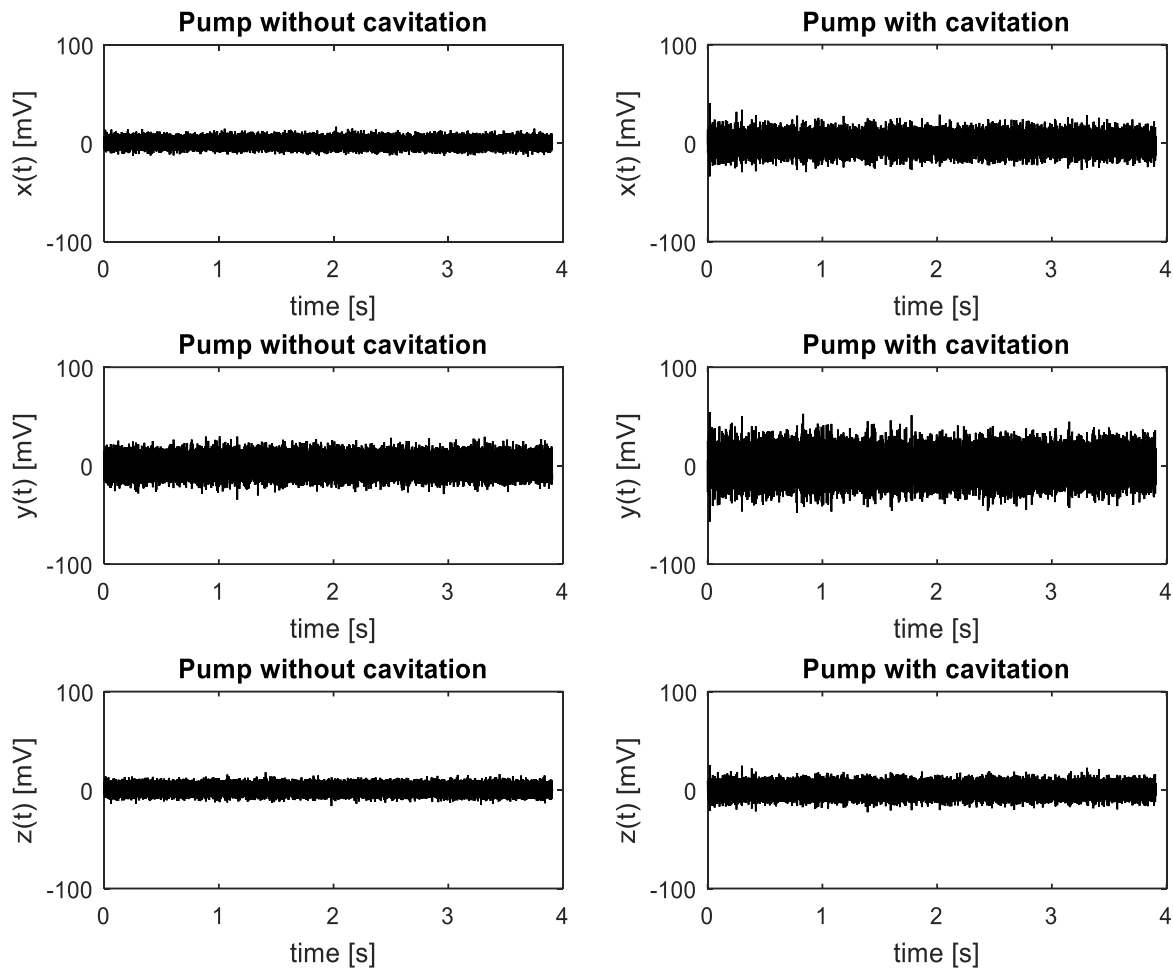 Pump without cavitation
100
0
-100
x(t) [mV]
0 1 2 3 4
time [s]
Pump with cavitation
100
0
-100
x(t) [mV]
0 1 2 3 4
time [s]
Pump without cavitation
100
0
-100
y(t) [mV]
0 1 2 3 4
time [s]
Pump with cavitation
100
0
-100
y(t) [mV]
0 1 2 3 4
time [s]
Pump without cavitation
100
0
-100
z(t) [mV]
0 1 2 3 4
time [s]
Pump with cavitation
100
0
-100
z(t) [mV]
0 1 2 3 4
time [s]